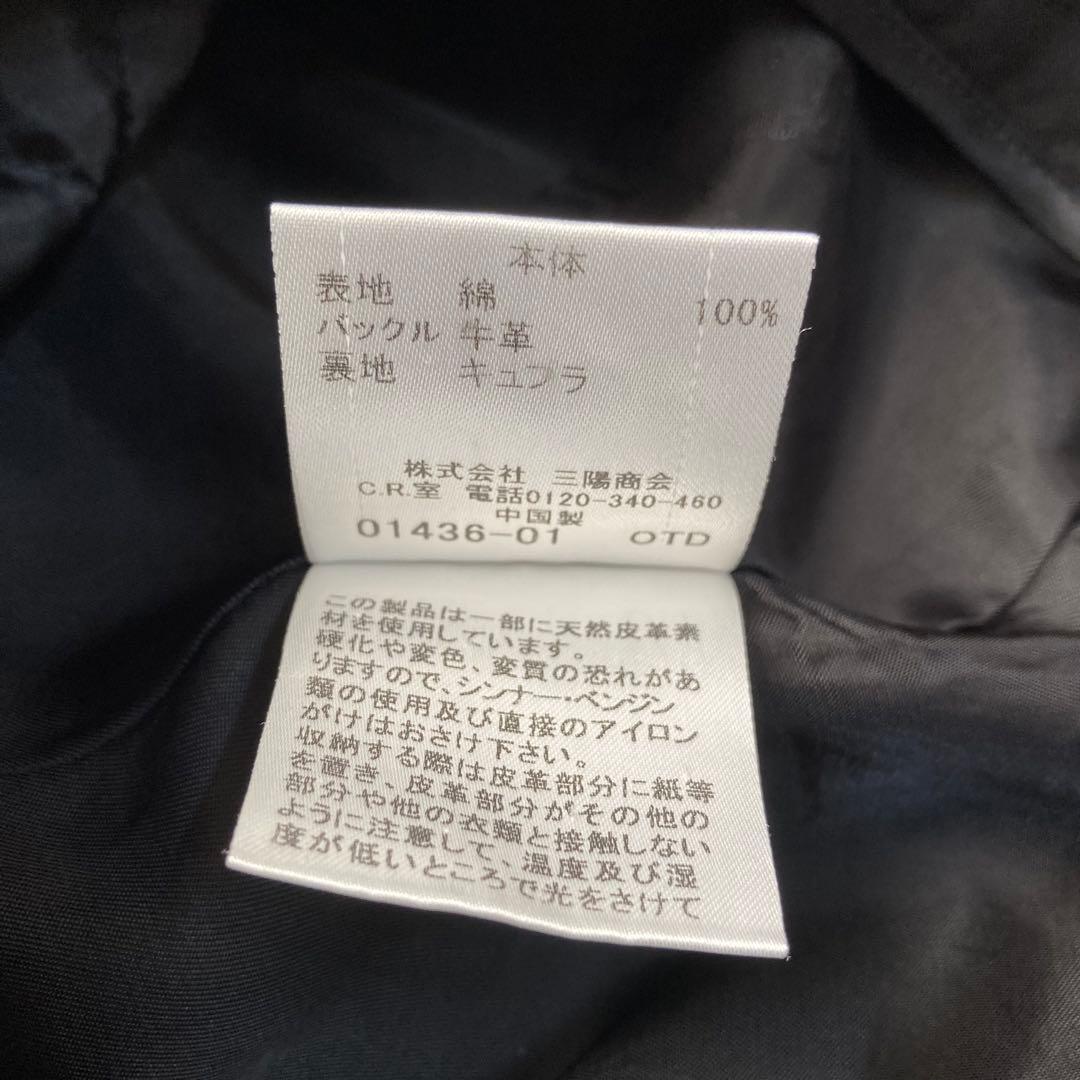 本体
表地 綿 100%
バックル 牛革
裏地 キュプラ
株式会社 三陽商会
C.R.室 電話0120-340-460
中国製
01436-01 OTD
この製品は一部に天然皮革素
材を使用しています。
硬化や変色、変質の恐れがあ
りますので、シンナー・ベンジン
類の使用及び直接のアイロン
がけはおさけ下さい。
収納する際は皮革部分に紙等
を置き、皮革部分がその他の
部分や他の衣類と接触しない
ように注意して、温度及び湿
度が低いところで光をさけて